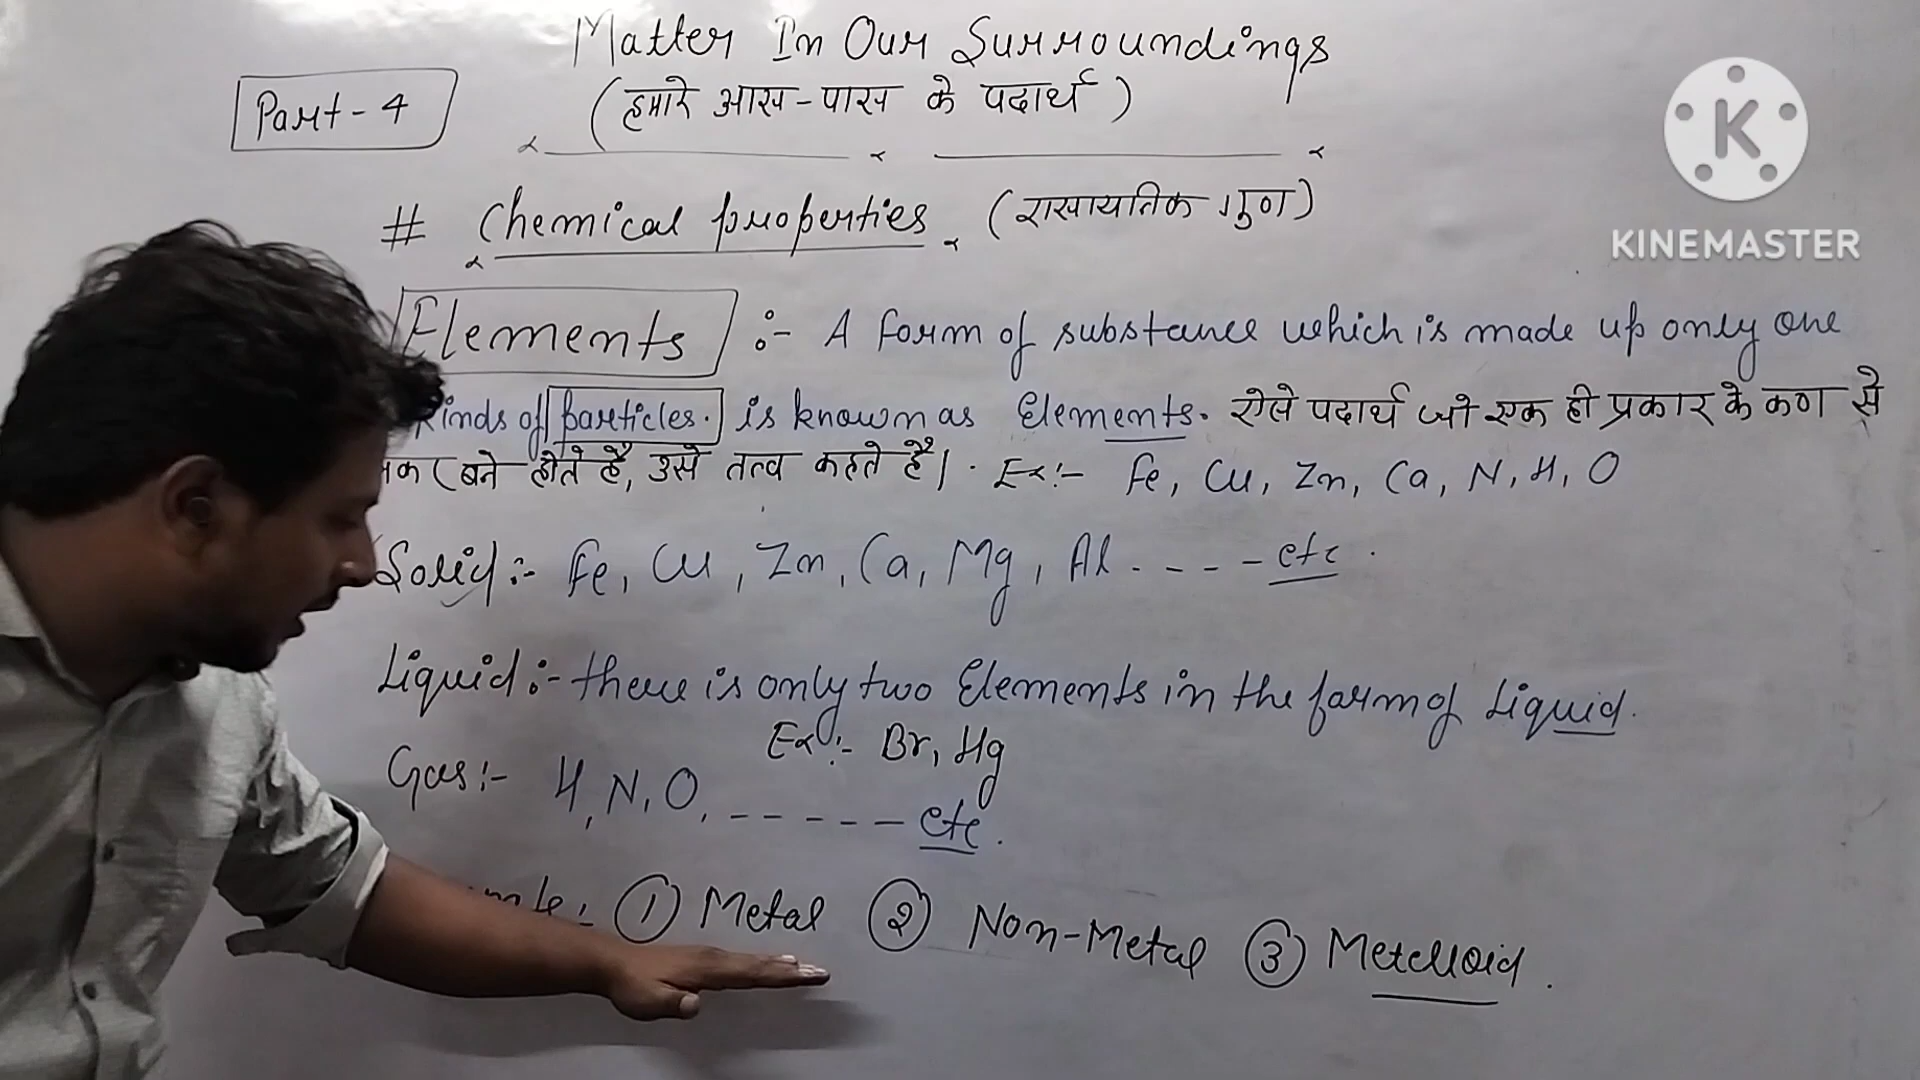 Matter In Our Surroundings
(हमारे आस-पास के पदार्थ)
Part-4
K
KINEMASTER
# Chemical properties (रासायनिक गुण)
Elements :- A form of substance which is made up only one
kinds of particles. is known as Elements. ऐसे पदार्थ जो एक ही प्रकार के कण से
(बने होते है, उसे तत्व कहते है। Ex:- Fe, Cu, Zn, Ca, N, H, O
Solid:- Fe, Cu, Zn, Ca, Mg, Al ---- etc.
Liquid:- there is only two Elements in the form of Liquid.
Ex:- Br, Hg
Gas:- H, N, O, ----- etc.
① Metal ② Non-Metal ③ Metelloid.